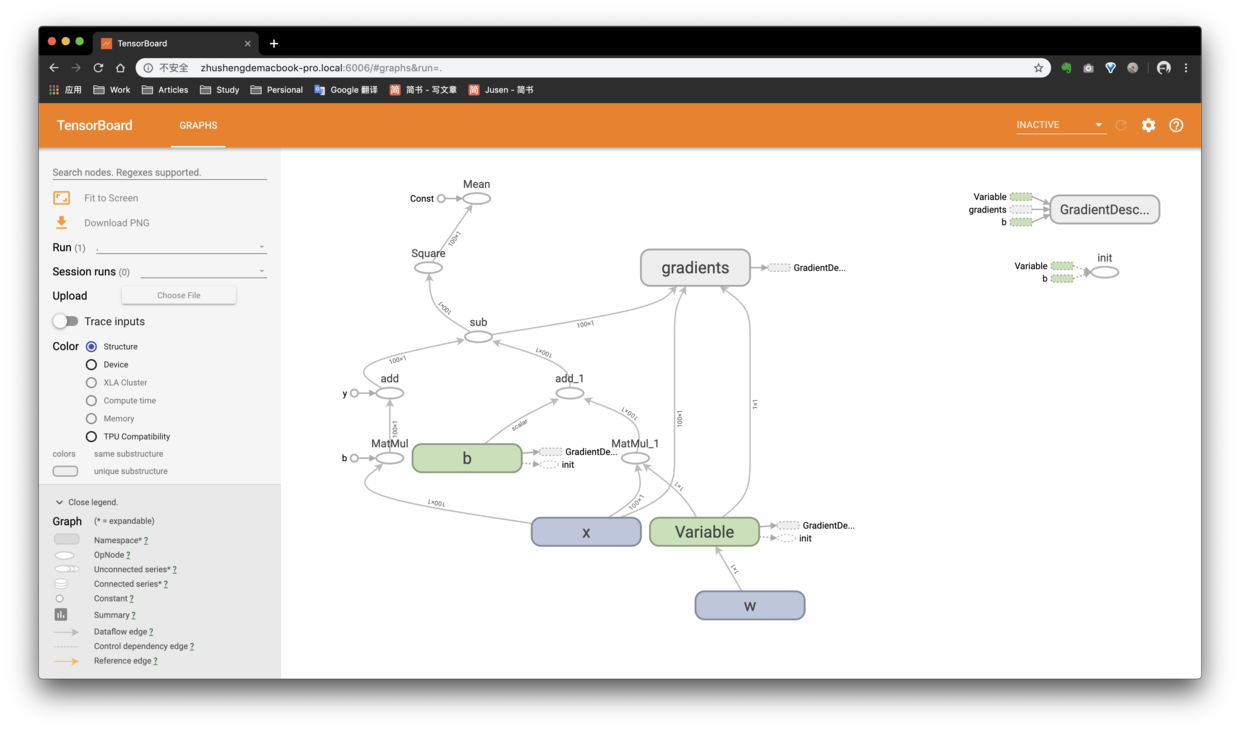 TensorBoard
不安全 zhushengdemacbook-pro.local:6006/#graphs&run=.
应用 Work Articles Study Persional Google 翻译 简 简书 - 写文章 简 Jusen - 简书
TensorBoard GRAPHS INACTIVE
Search nodes. Regexes supported.
Fit to Screen
Download PNG
Run (1) .
Session runs (0)
Upload Choose File
Trace inputs
Color Structure
Device
XLA Cluster
Compute time
Memory
TPU Compatibility
colors same substructure
unique substructure
Close legend.
Graph (* = expandable)
Namespace* ?
OpNode ?
Unconnected series* ?
Connected series* ?
Constant ?
Summary ?
Dataflow edge ?
Control dependency edge ?
Reference edge ?
Mean
Const
100×1
Square
100×1
sub
100×1
100×1
100×1
add
y
add_1
100×1
scalar
100×1
MatMul
b
b
GradientDe...
init
MatMul_1
100×1
100×1
1×1
100×1
1×1
gradients
GradientDe...
x
Variable
GradientDe...
init
1×1
w
Variable
gradients
b
GradientDesc...
init
Variable
b